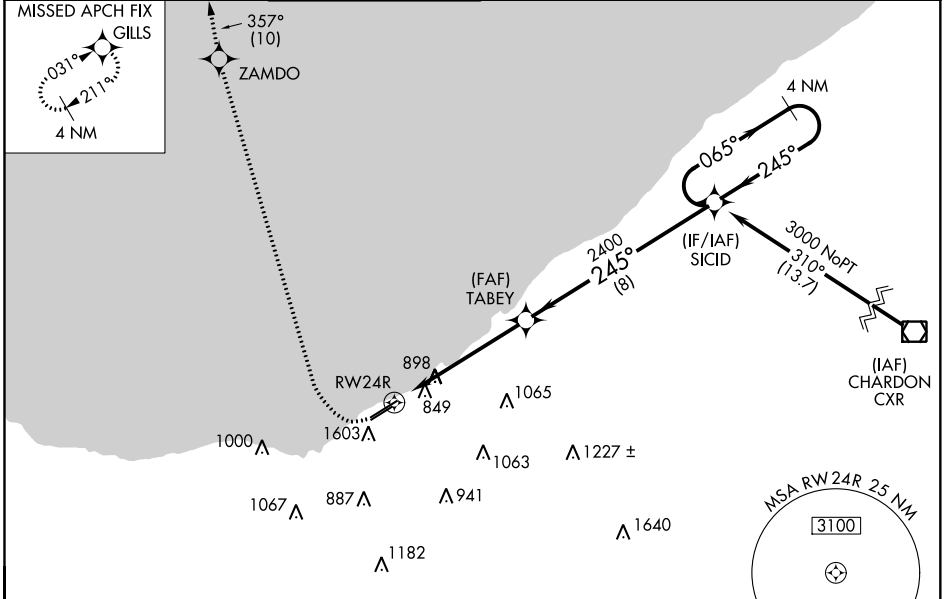 MISSED APCH FIX
GILLS
031°
211°
4 NM
357°
(10)
ZAMDO
4 NM
065°
245°
(IF/IAF)
SICID
3000 NoPT
310°
(13.7)
2400
245°
(8)
(FAF)
TABEY
(IAF)
CHARDON
CXR
898
RW24R
849
1065
1603
1000
1063
1227 ±
1067
887
941
1640
1182
MSA RW24R 25 NM
3100